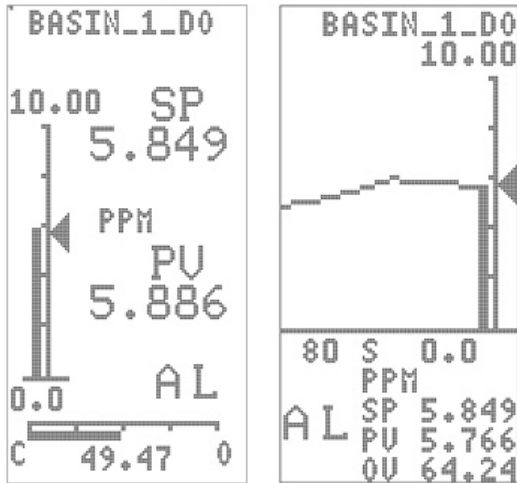 BASIN_1_DO
10.00 SP
5.849
PPM
PV
5.886
AL
0.0
C 49.47 O
BASIN_1_DO
10.00
80 S 0.0
PPM
AL
SP 5.849
PV 5.766
OV 64.24